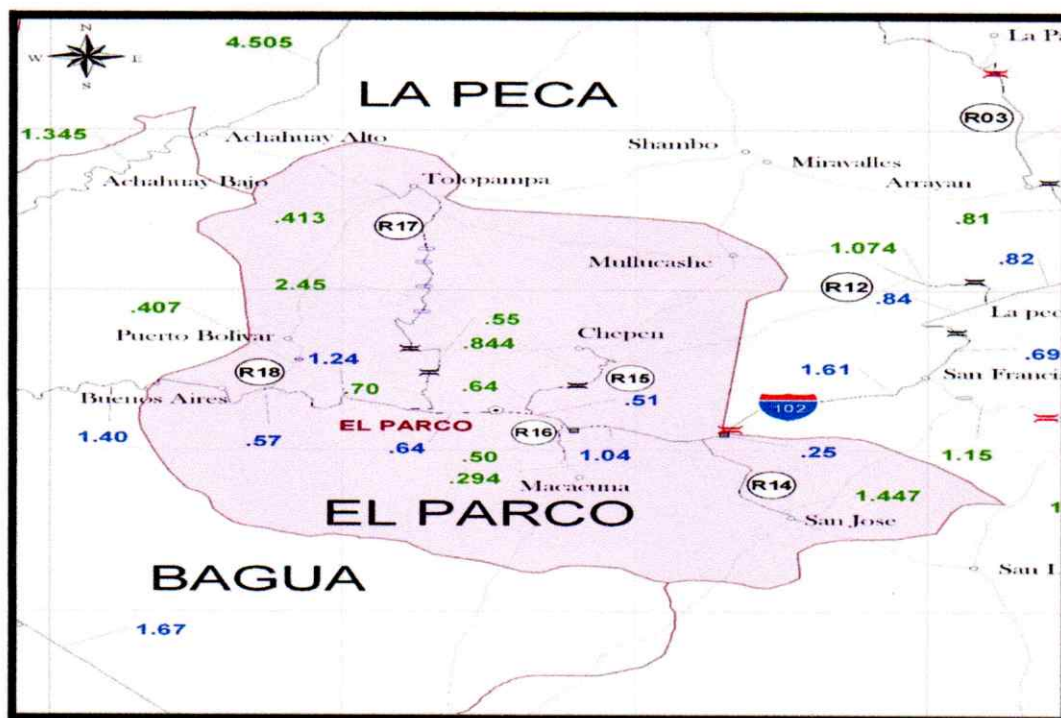 N
W E
S
4.505
La Pa
LA PECA
R03
1.345
Achahuay Alto
Shambo
Miravalles
Achahuay Bajo
Tolopampa
Arrayan
.413
R17
.81
1.074
.82
Mullucashe
2.45
R12
.84
.407
.55
La pec
Puerto Bolivar
.844
Chepen
1.24
.69
R18
.70
.64
R15
1.61
San Franci
Buenos Aires
.51
102
EL PARCO
R16
1.40
.57
.64
.50
1.04
.25
1.15
.294
Macacuna
R14
1.447
1
EL PARCO
San Jose
BAGUA
San L
1.67